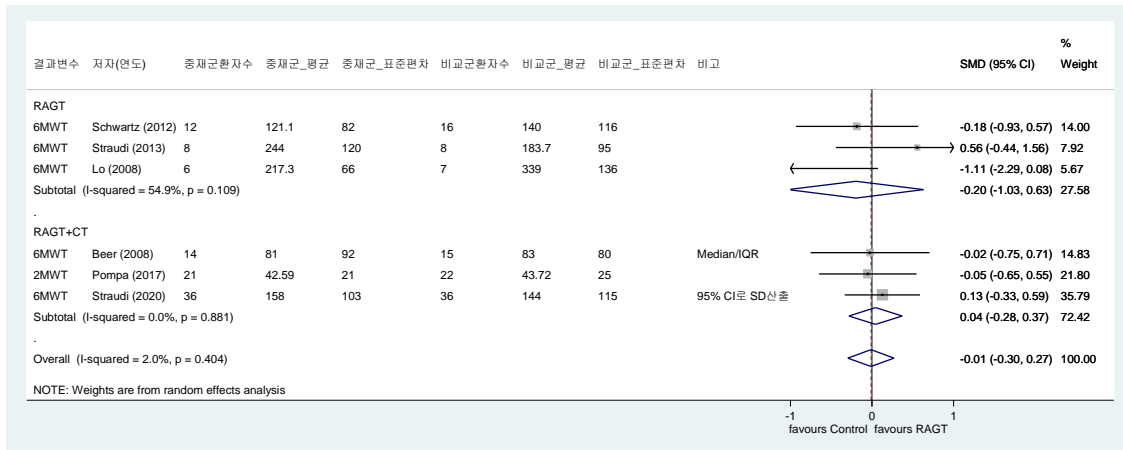 %
결과변수 저자(연도) 중재군환자수 중재군_평균 중재군_표준편차 비교군환자수 비교군_평균 비교군_표준편차 비고 SMD (95% CI) Weight
RAGT
6MWT Schwartz (2012) 12 121.1 82 16 140 116 -0.18 (-0.93, 0.57) 14.00
6MWT Straudi (2013) 8 244 120 8 183.7 95 0.56 (-0.44, 1.56) 7.92
6MWT Lo (2008) 6 217.3 66 7 339 136 -1.11 (-2.29, 0.08) 5.67
Subtotal (I-squared = 54.9%, p = 0.109) -0.20 (-1.03, 0.63) 27.58
.
RAGT+CT
6MWT Beer (2008) 14 81 92 15 83 80 Median/IQR -0.02 (-0.75, 0.71) 14.83
2MWT Pompa (2017) 21 42.59 21 22 43.72 25 -0.05 (-0.65, 0.55) 21.80
6MWT Straudi (2020) 36 158 103 36 144 115 95% CI로 SD산출 0.13 (-0.33, 0.59) 35.79
Subtotal (I-squared = 0.0%, p = 0.881) 0.04 (-0.28, 0.37) 72.42
.
Overall (I-squared = 2.0%, p = 0.404) -0.01 (-0.30, 0.27) 100.00
NOTE: Weights are from random effects analysis
-1 0 1
favours Control favours RAGT